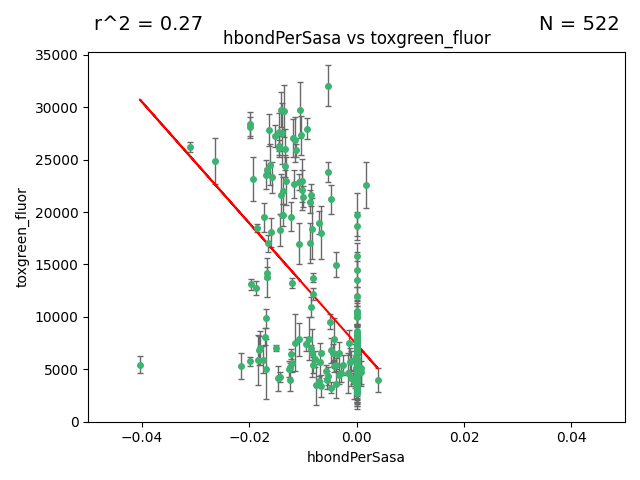 r^2 = 0.27
N = 522
hbondPerSasa vs toxgreen_fluor
35000
30000
25000
20000
15000
10000
5000
0
toxgreen_fluor
−0.04
−0.02
0.00
0.02
0.04
hbondPerSasa